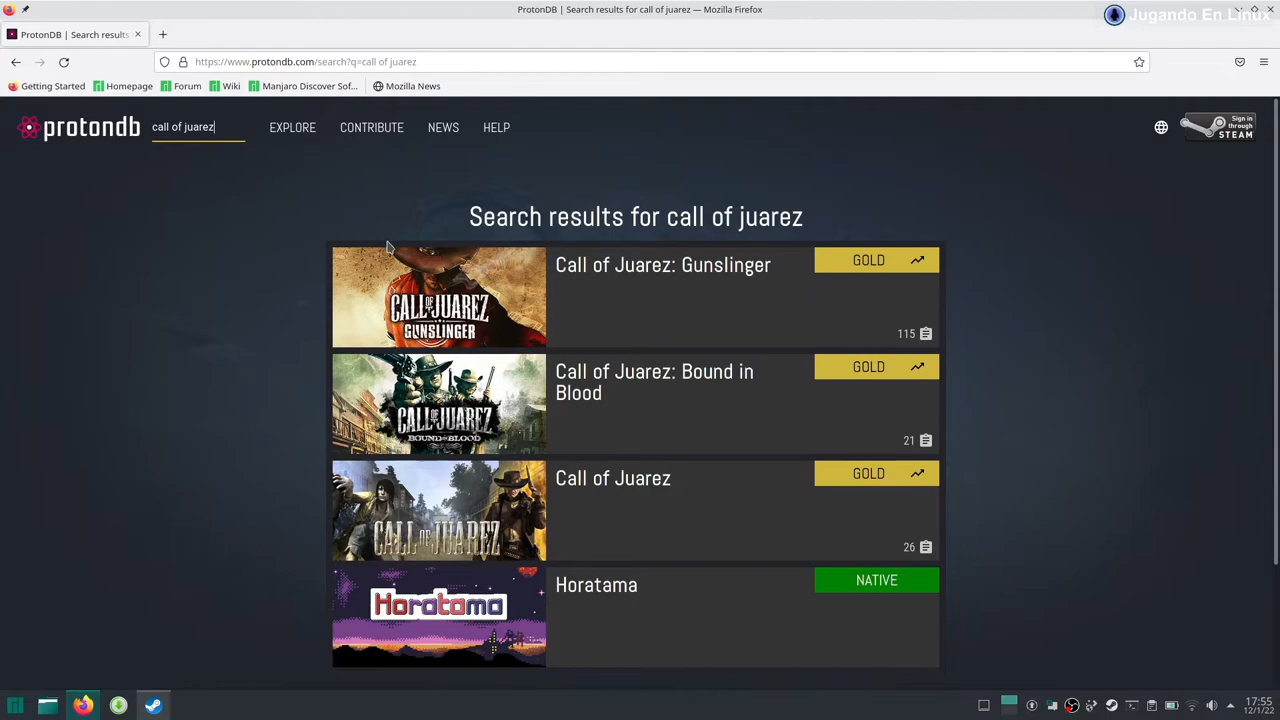 ProtonDB | Search results for call of juarez — Mozilla Firefox
Jugando En Linux
ProtonDB | Search results
https://www.protondb.com/search?q=call of juarez
Getting Started
Homepage
Forum
Wiki
Manjaro Discover Sof...
Mozilla News
protondb
call of juarez
EXPLORE
CONTRIBUTE
NEWS
HELP
Sign in
through
STEAM
Search results for call of juarez
CALL OF JUAREZ
GUNSLINGER
Call of Juarez: Gunslinger
GOLD
115
CALL OF JUAREZ
BOUND IN BLOOD
Call of Juarez: Bound in
Blood
GOLD
21
CALL OF JUAREZ
Call of Juarez
GOLD
26
Horatama
Horatama
NATIVE
17:55
12/1/22